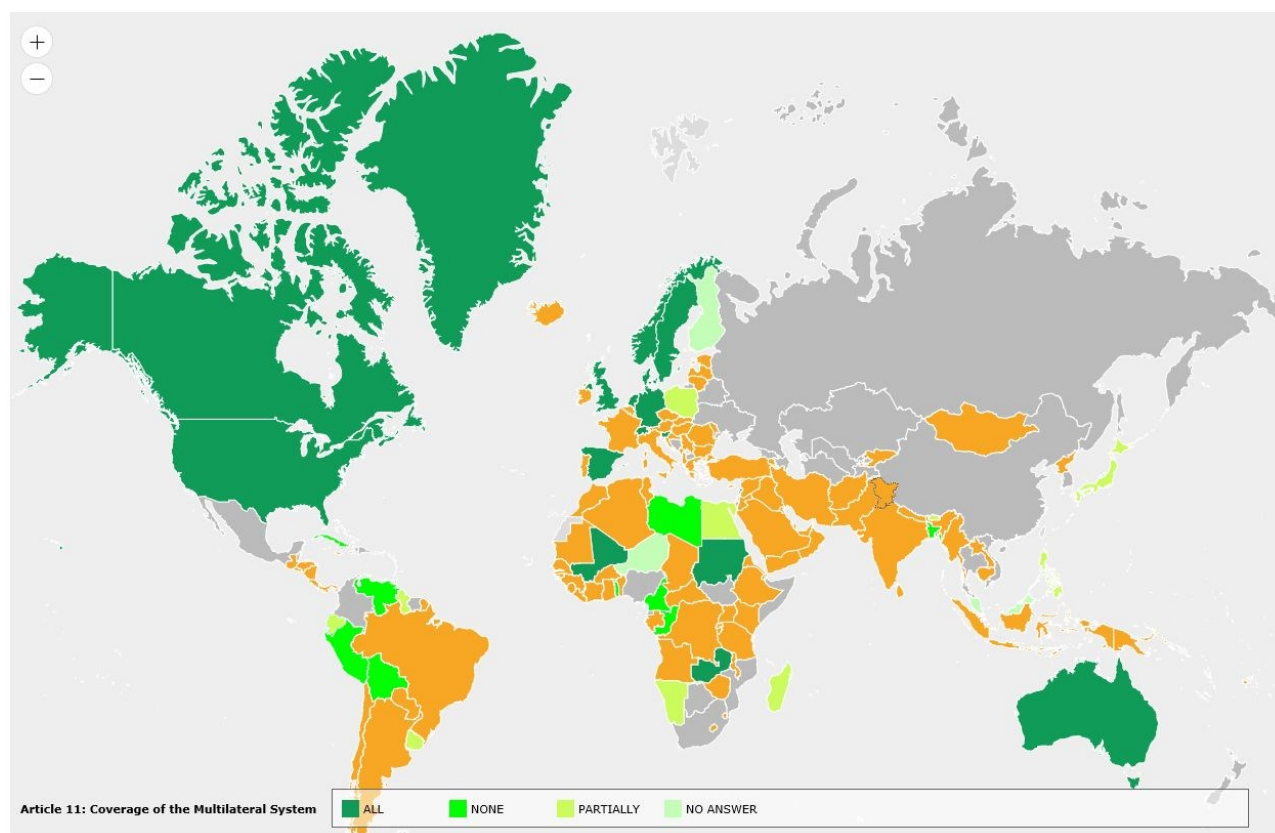 +
−
Article 11: Coverage of the Multilateral System ALL NONE PARTIALLY NO ANSWER